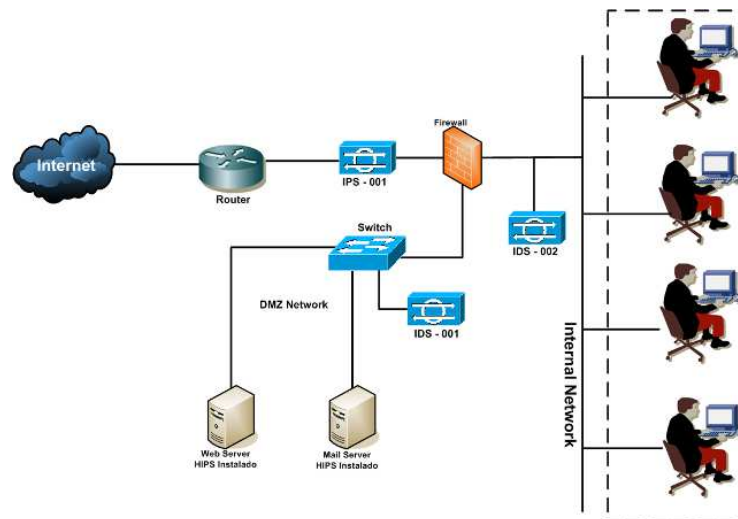 Firewall
Internet
Router
IPS - 001
Switch
IDS - 002
DMZ Network
IDS - 001
Internal Network
Web Server
HIPS Instalado
Mail Server
HIPS Instalado